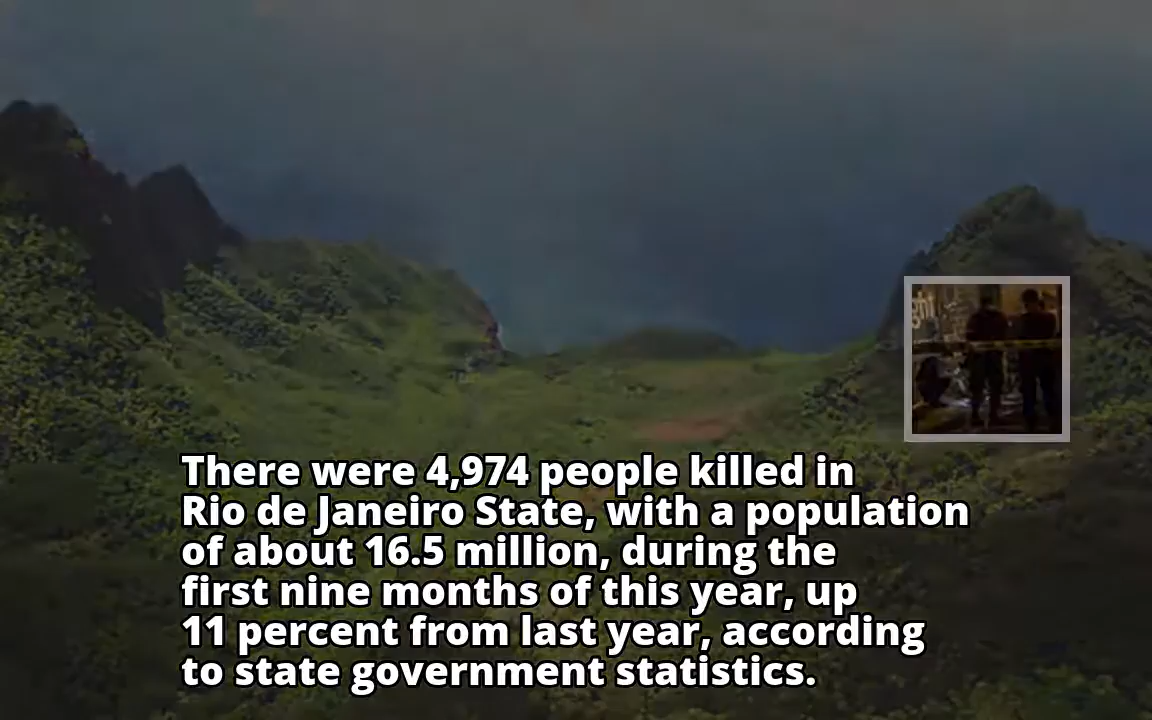 There were 4,974 people killed in
Rio de Janeiro State, with a population
of about 16.5 million, during the
first nine months of this year, up
11 percent from last year, according
to state government statistics.